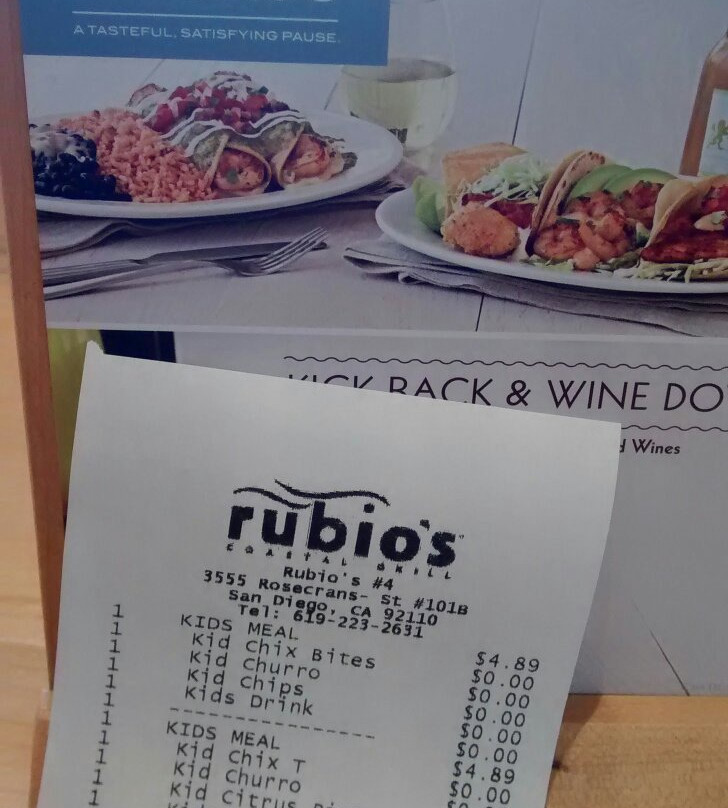 A TASTEFUL, SATISFYING PAUSE.
KICK BACK & WINE DO
d Wines
rubio's
COASTAL GRILL
Rubio's #4
3555 Rosecrans- St #101B
San Diego, CA 92110
Tel: 619-223-2631
1 KIDS MEAL $4.89
1 Kid Chix Bites $0.00
1 Kid Churro $0.00
1 Kid Chips $0.00
1 Kids Drink $0.00
--------------------
1 KIDS MEAL $4.89
1 Kid Chix T $0.00
1 Kid Churro
1 Kid Citrus